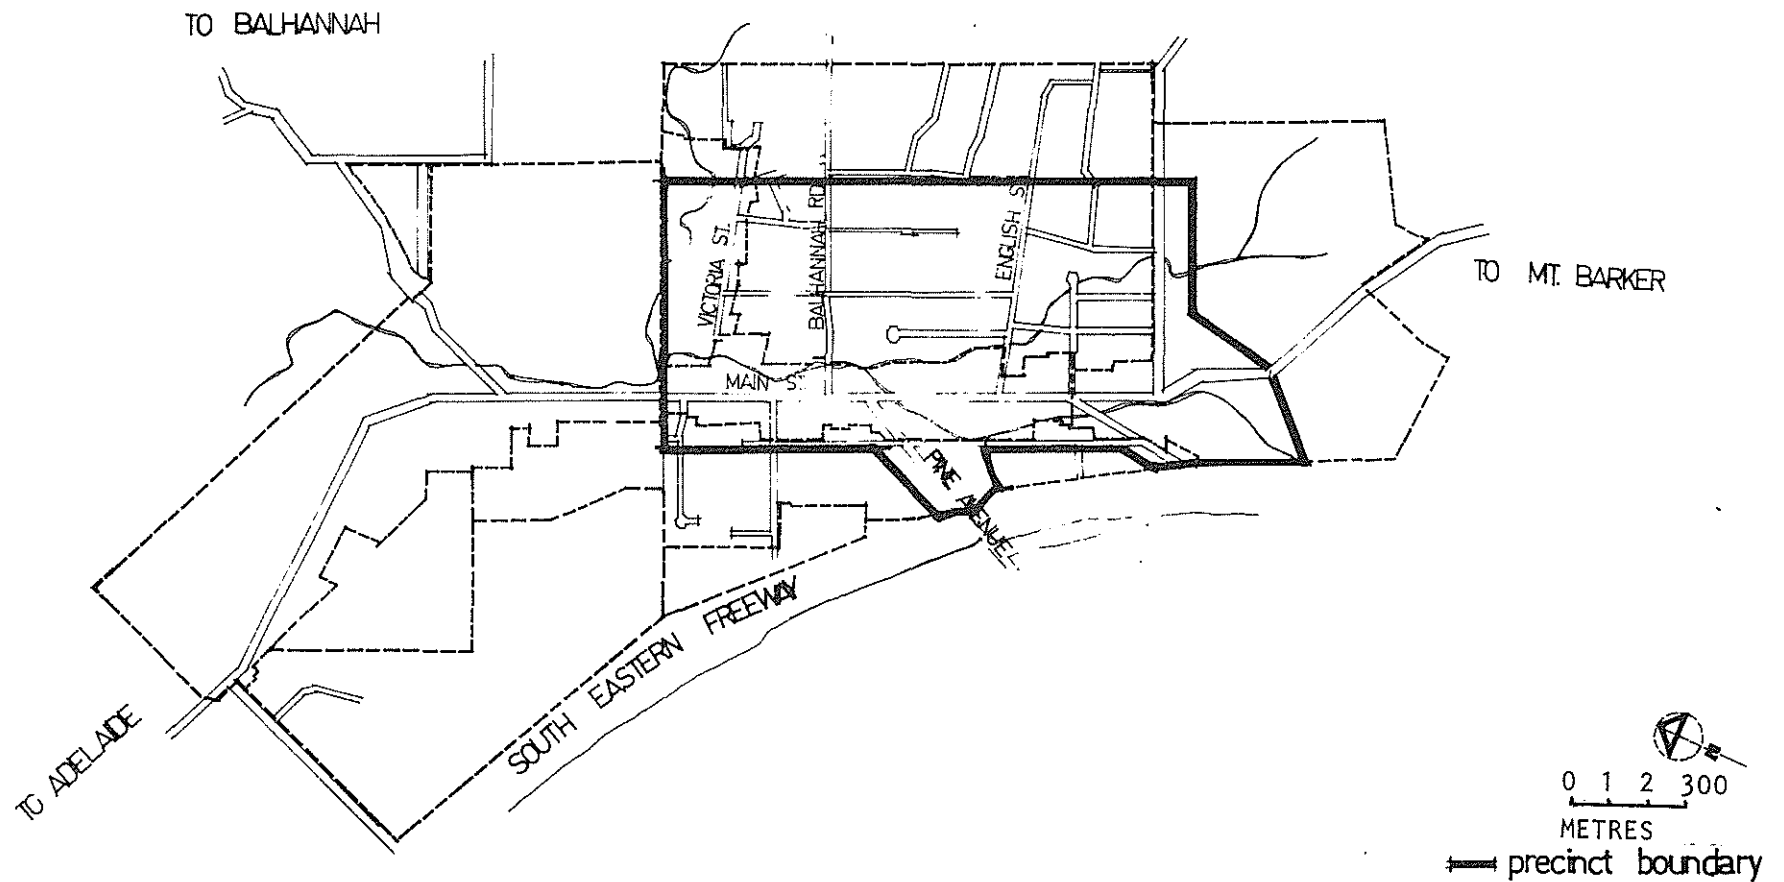 TO BALHANNAH
VICTORIA ST.
BALHANNAH RD.
ENGLISH S
MAIN ST.
TO MT. BARKER
PINE AVENUE
SOUTH EASTERN FREEWAY
TO ADELAIDE
N
0 1 2 300
METRES
precinct boundary